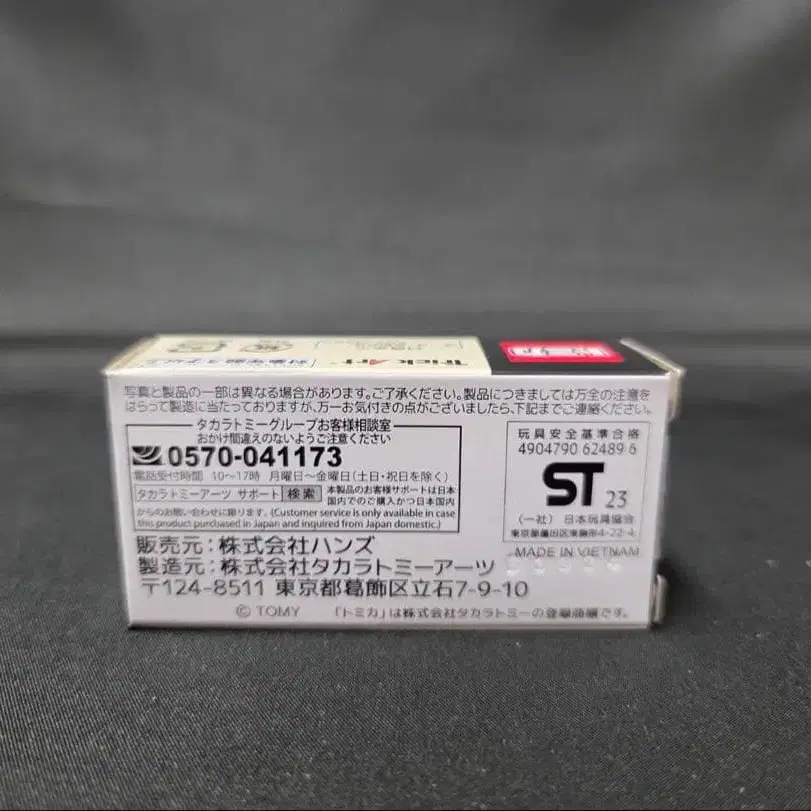 Trick Art
写真と製品の一部は異なる場合があります。ご了承ください。製品につきましては万全の注意を
はらって製造に当たっておりますが、万一お気付きの点がございましたら、下記までご連絡ください。
タカラトミーグループお客様相談室
おかけ間違えのないようご注意ください
0570-041173
電話受付時間 10〜17時 月曜日〜金曜日(土日・祝日を除く)
タカラトミーアーツ サポート 検索 本製品のお客様サポートは日本
国内でのご購入かつ日本国内
からのお問い合わせに限ります。(Customer service is only available in case
this product purchased in Japan and inquired from Japan domestic.)
玩具安全基準合格
4904790 62489 6
ST 23
(一社) 日本玩具協会
東京都墨田区東駒形4-22-4
MADE IN VIETNAM
販売元:株式会社ハンズ
製造元:株式会社タカラトミーアーツ
〒124-8511 東京都葛飾区立石7-9-10
© TOMY 「トミカ」は株式会社タカラトミーの登録商標です。